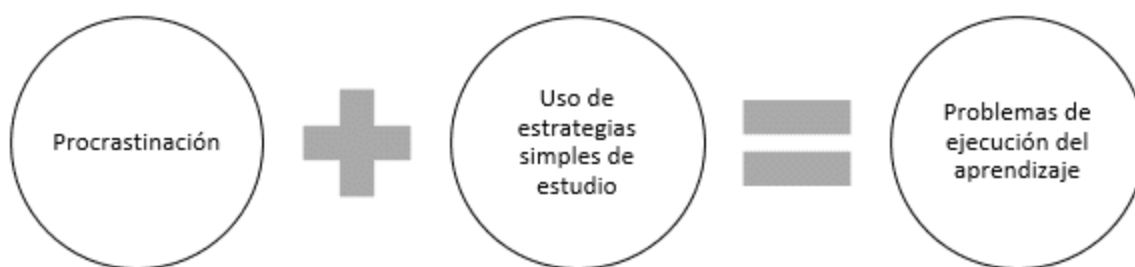 Procrastinación
Uso de
estrategias
simples de
estudio
Problemas de
ejecución del
aprendizaje